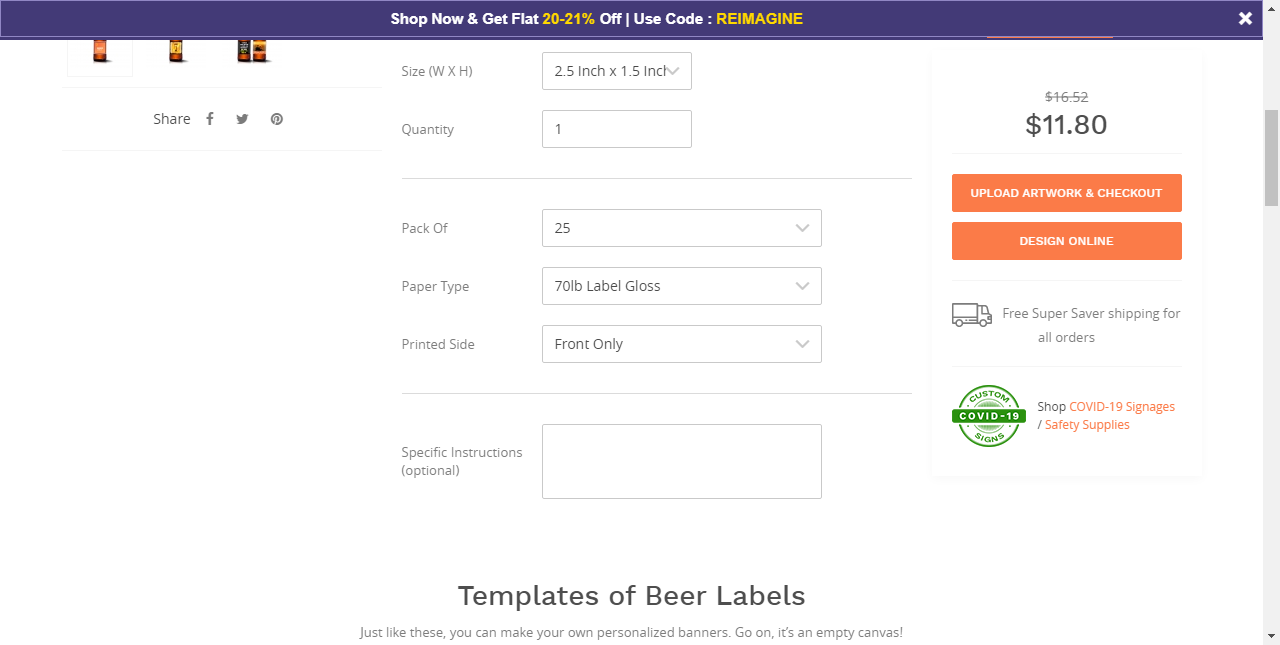 Shop Now & Get Flat 20-21% Off | Use Code : REIMAGINE
Share
Size (W X H)
2.5 Inch x 1.5 Incl
Quantity
1
Pack Of
25
Paper Type
70lb Label Gloss
Printed Side
Front Only
Specific Instructions
(optional)
$16.52
$11.80
UPLOAD ARTWORK & CHECKOUT
DESIGN ONLINE
Free Super Saver shipping for
all orders
CUSTOM
COVID-19
SIGNS
Shop COVID-19 Signages
/ Safety Supplies
Templates of Beer Labels
Just like these, you can make your own personalized banners. Go on, it’s an empty canvas!